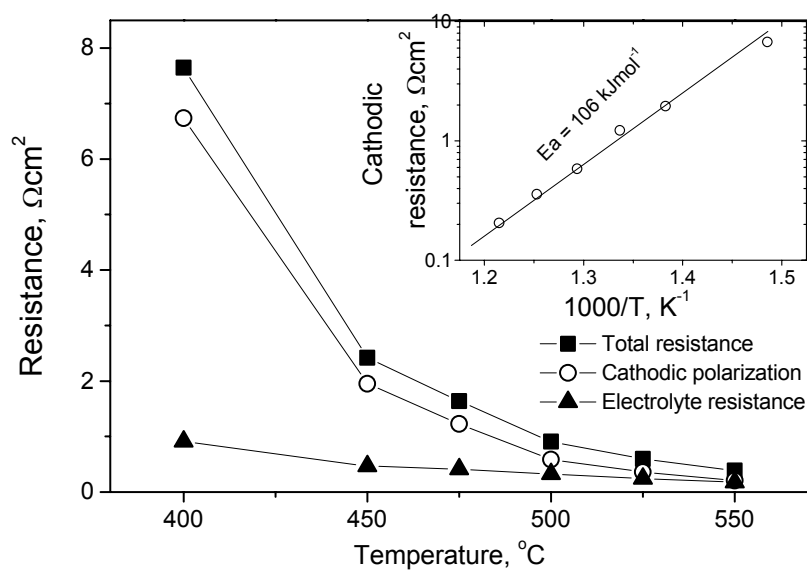 8
6
4
2
0
Resistance, Ωcm²
400
450
500
550
Temperature, °C
10
1
0.1
Cathodic
resistance, Ωcm²
Ea = 106 kJmol⁻¹
1.2
1.3
1.4
1.5
1000/T, K⁻¹
Total resistance
Cathodic polarization
Electrolyte resistance